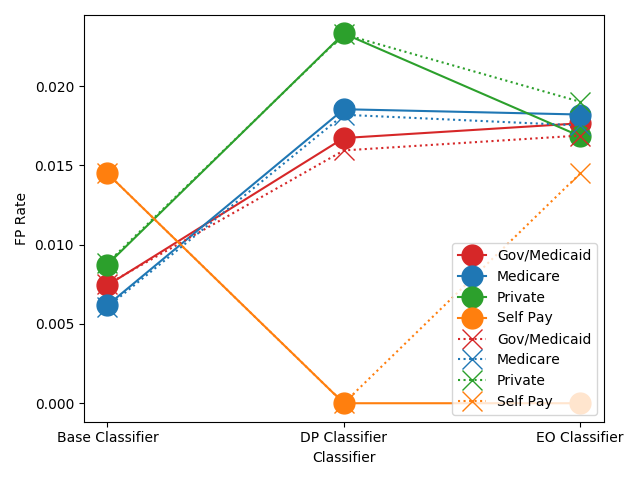 FP Rate
0.020
0.015
0.010
0.005
0.000
Gov/Medicaid
Medicare
Private
Self Pay
Gov/Medicaid
Medicare
Private
Self Pay
Base Classifier
DP Classifier
EO Classifier
Classifier